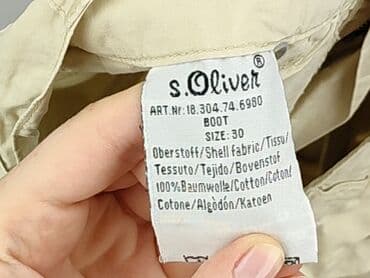 s.Oliver®
ART.Nr: 18.304.74.6980
BOOT
SIZE: 30
Oberstoff/Shell fabric/Tissu/
Tessuto/Tejido/Bovenstof
100%Baumwolle/Cotton/Coton/
Cotone/Algodón/Katoen